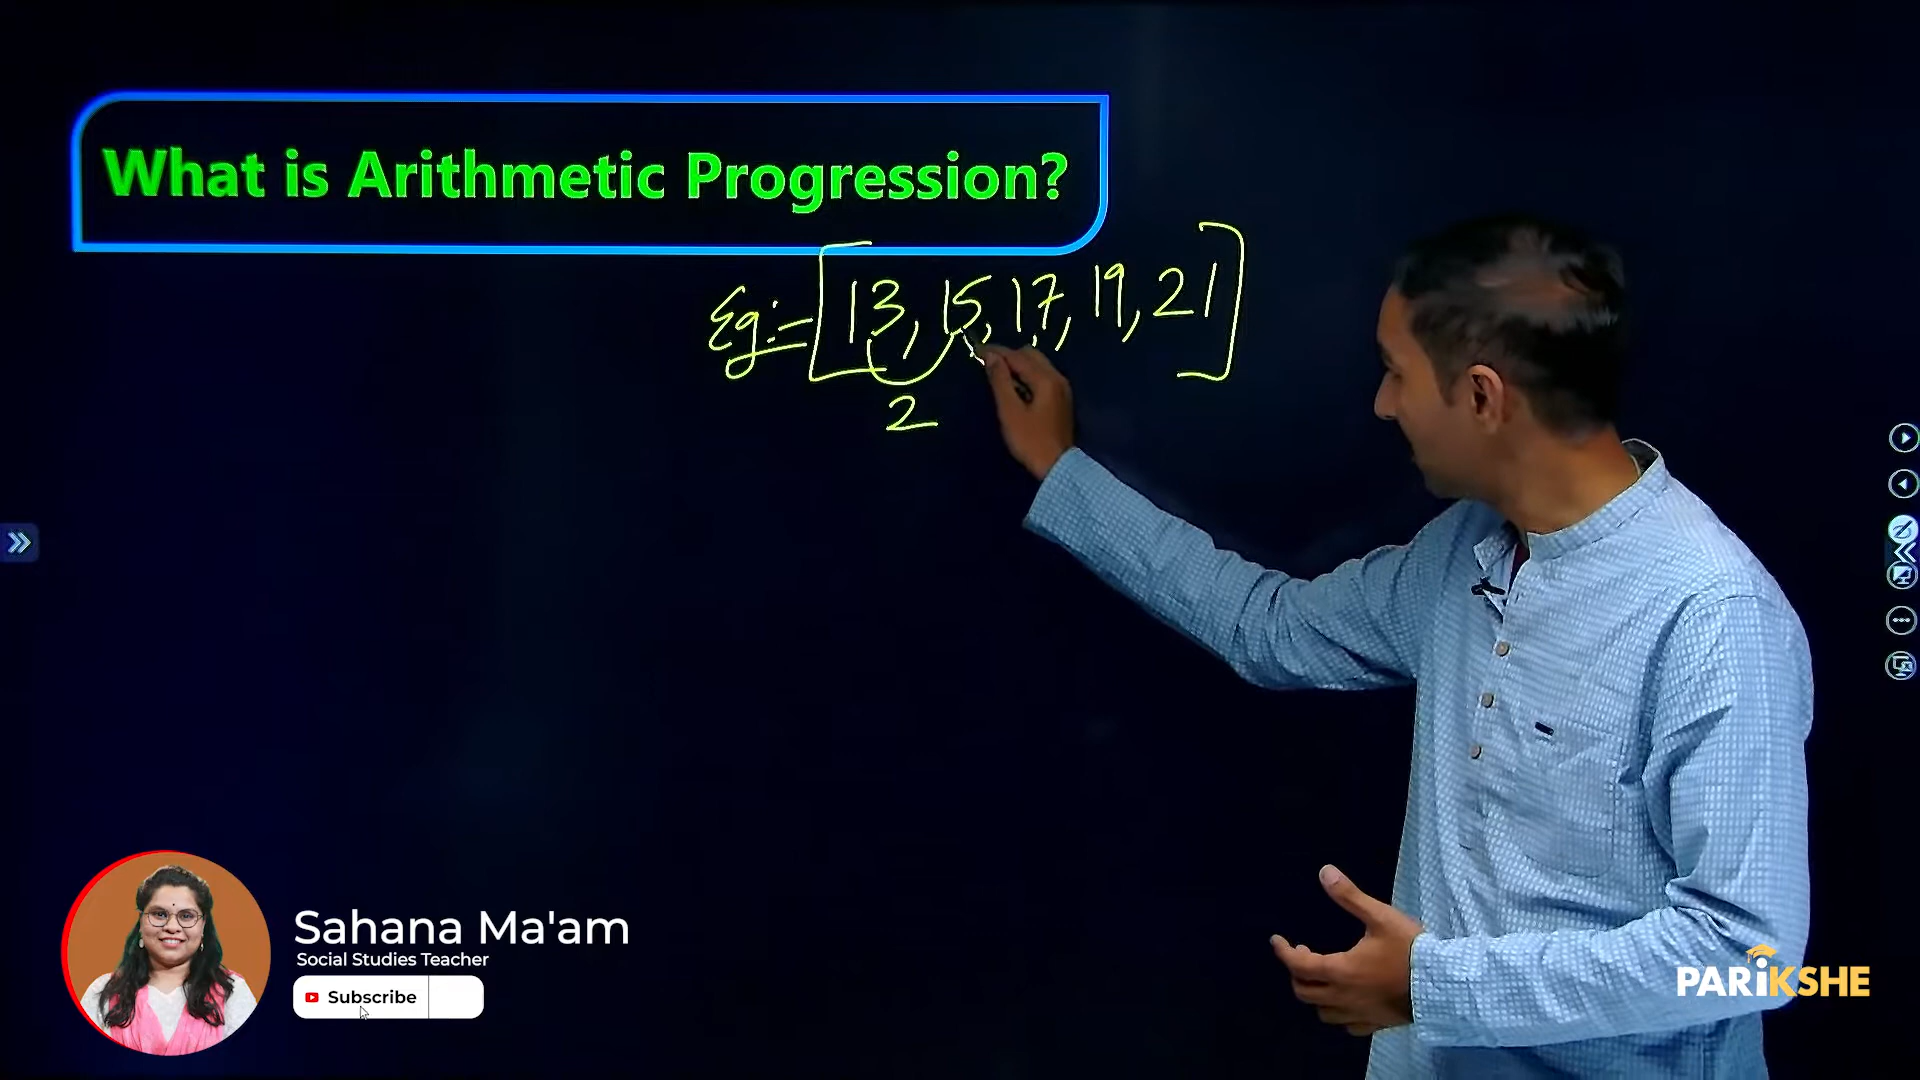 What is Arithmetic Progression?
Eg:= [13, 15, 17, 19, 21]
2
Sahana Ma'am
Social Studies Teacher
Subscribe
PARIKSHE